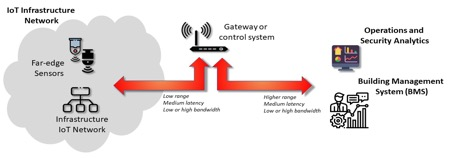 IoT Infrastructure
Network
Far-edge
Sensors
Infrastructure
IoT Network
Gateway or
control system
Low range
Medium latency
Low or high bandwidth
Higher range
Medium latency
Low or high bandwidth
Operations and
Security Analytics
Building Management
System (BMS)